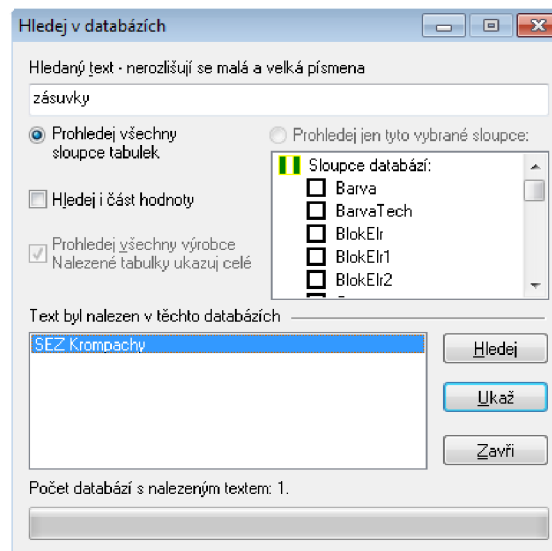 Hledej v databázích
Hledaný text - nerozlišují se malá a velká písmena
zásuvky
Prohledej všechny
sloupce tabulek
Prohledej jen tyto vybrané sloupce:
Sloupce databází:
Barva
BarvaTech
BlokElr
BlokElr1
BlokElr2
Hledej i část hodnoty
Prohledej všechny výrobce
Nalezené tabulky ukazuj celé
Text byl nalezen v těchto databázích
SEZ Krompachy
Hledej
Ukaž
Zavři
Počet databází s nalezeným textem: 1.